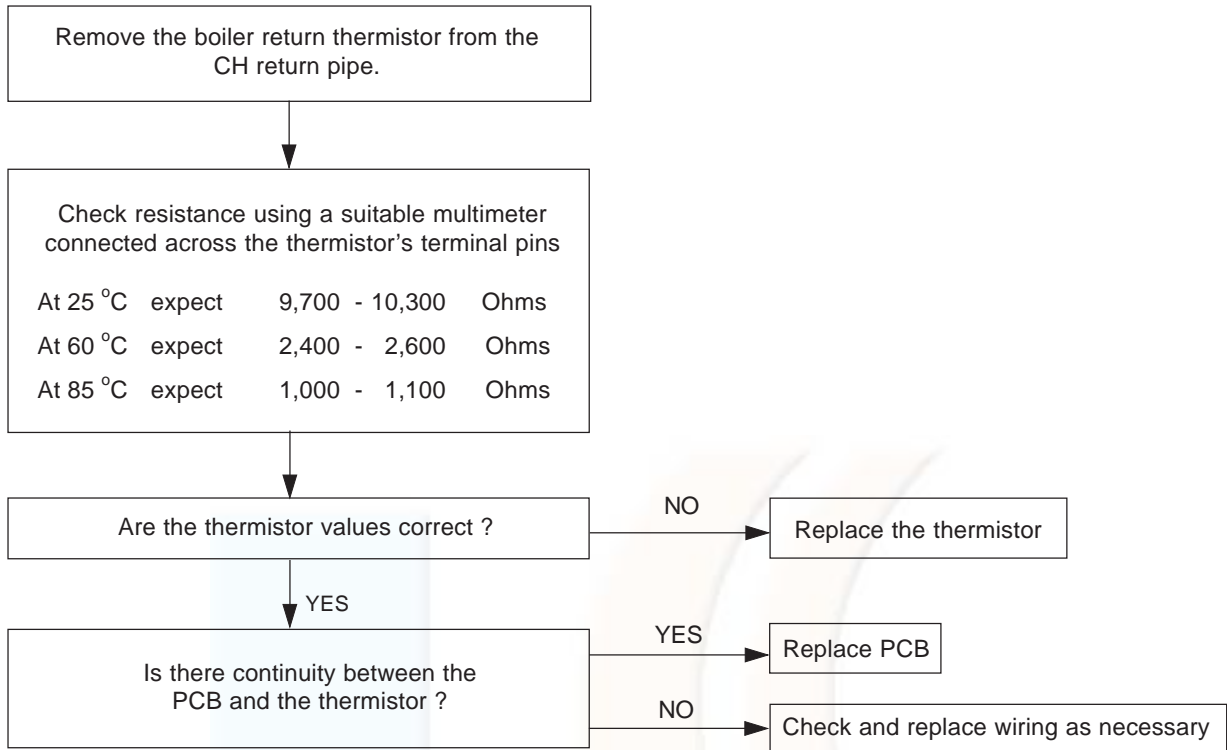 Remove the boiler return thermistor from the
CH return pipe.
Check resistance using a suitable multimeter
connected across the thermistor's terminal pins
At 25 °C expect 9,700 - 10,300 Ohms
At 60 °C expect 2,400 - 2,600 Ohms
At 85 °C expect 1,000 - 1,100 Ohms
Are the thermistor values correct ?
NO
Replace the thermistor
YES
Is there continuity between the
PCB and the thermistor ?
YES
Replace PCB
NO
Check and replace wiring as necessary